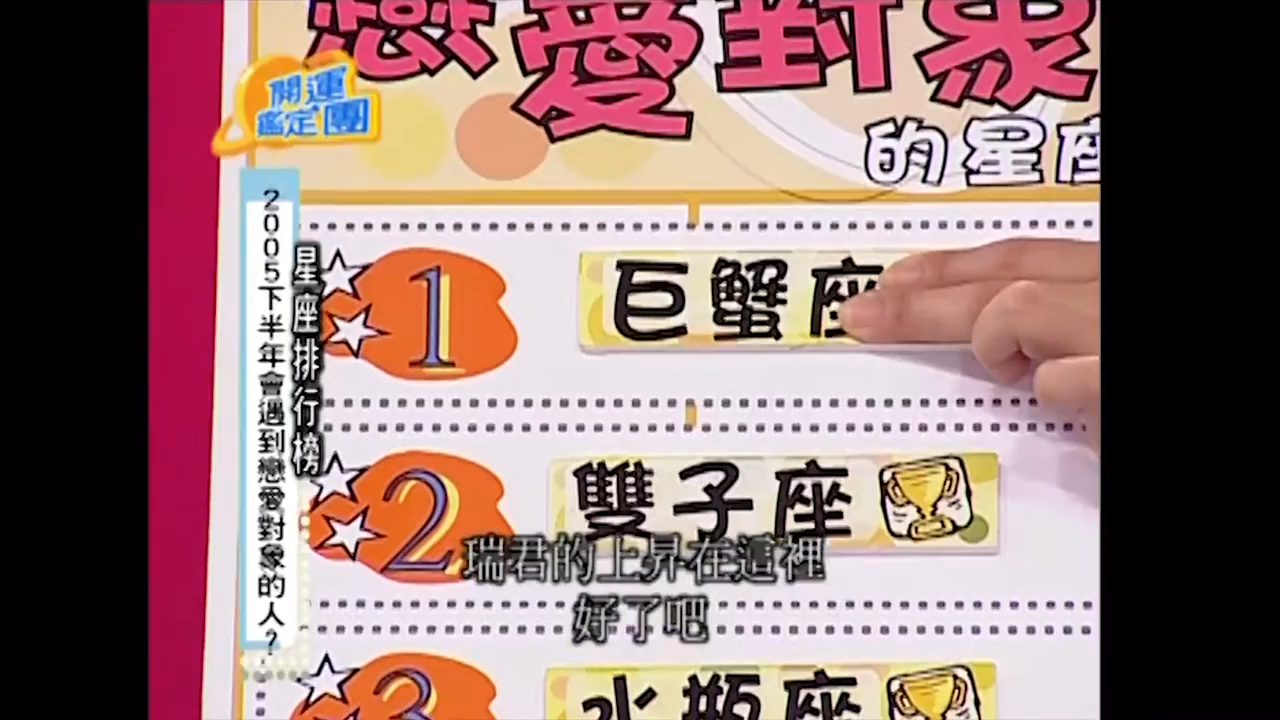 戀愛對象
的星座
開運
鑑定團
2005下半年會遇到戀愛對象的人?
星座排行榜
1
巨蟹座
2
雙子座
瑞君的上昇在這裡
好了吧
3
水瓶座